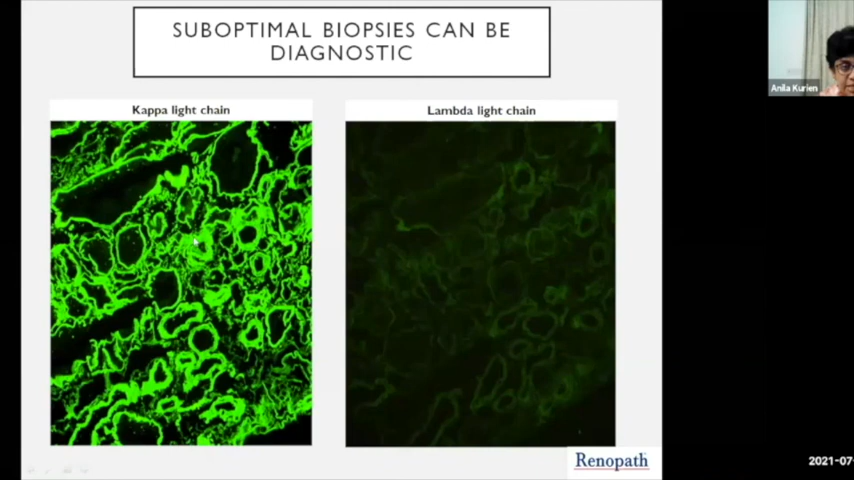 SUBOPTIMAL BIOPSIES CAN BE
DIAGNOSTIC
Kappa light chain
Lambda light chain
Anila Kurien
Renopath
2021-07-